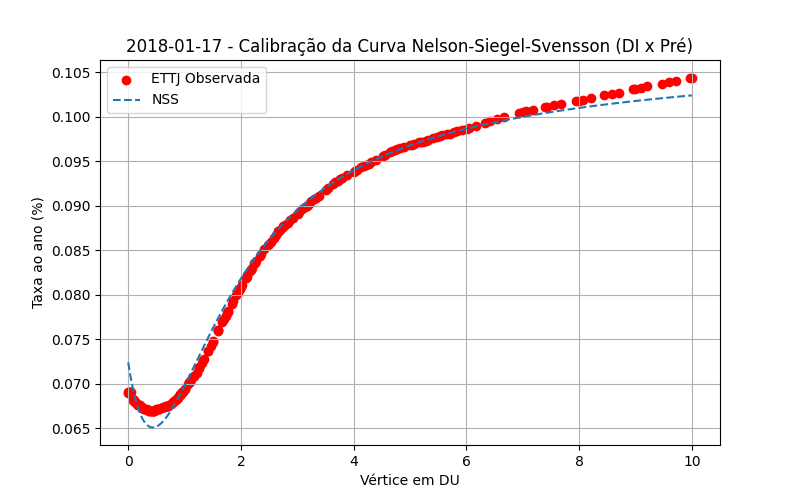 2018-01-17 - Calibração da Curva Nelson-Siegel-Svensson (DI x Pré)
ETTJ Observada
NSS
Taxa ao ano (%)
0.105
0.100
0.095
0.090
0.085
0.080
0.075
0.070
0.065
0 2 4 6 8 10
Vértice em DU